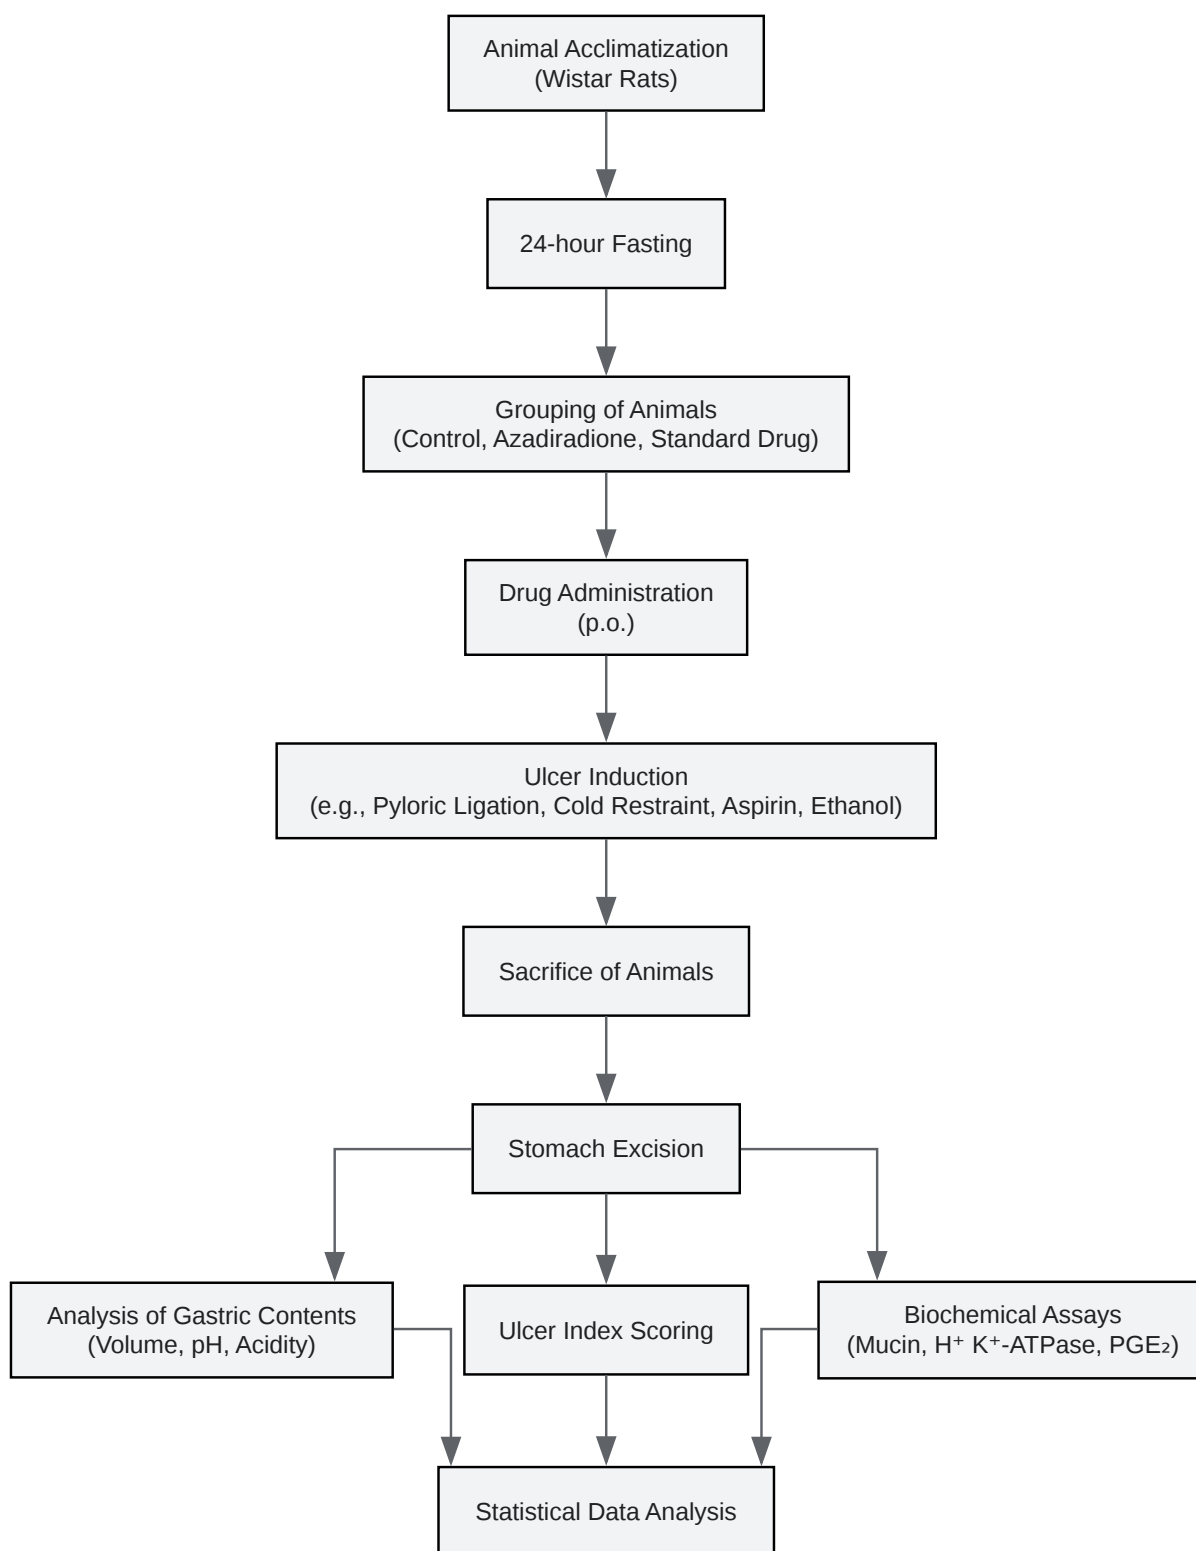 Animal Acclimatization
(Wistar Rats)
24-hour Fasting
Grouping of Animals
(Control, Azadiradione, Standard Drug)
Drug Administration
(p.o.)
Ulcer Induction
(e.g., Pyloric Ligation, Cold Restraint, Aspirin, Ethanol)
Sacrifice of Animals
Stomach Excision
Analysis of Gastric Contents
(Volume, pH, Acidity)
Ulcer Index Scoring
Biochemical Assays
(Mucin, H⁺ K⁺-ATPase, PGE₂)
Statistical Data Analysis